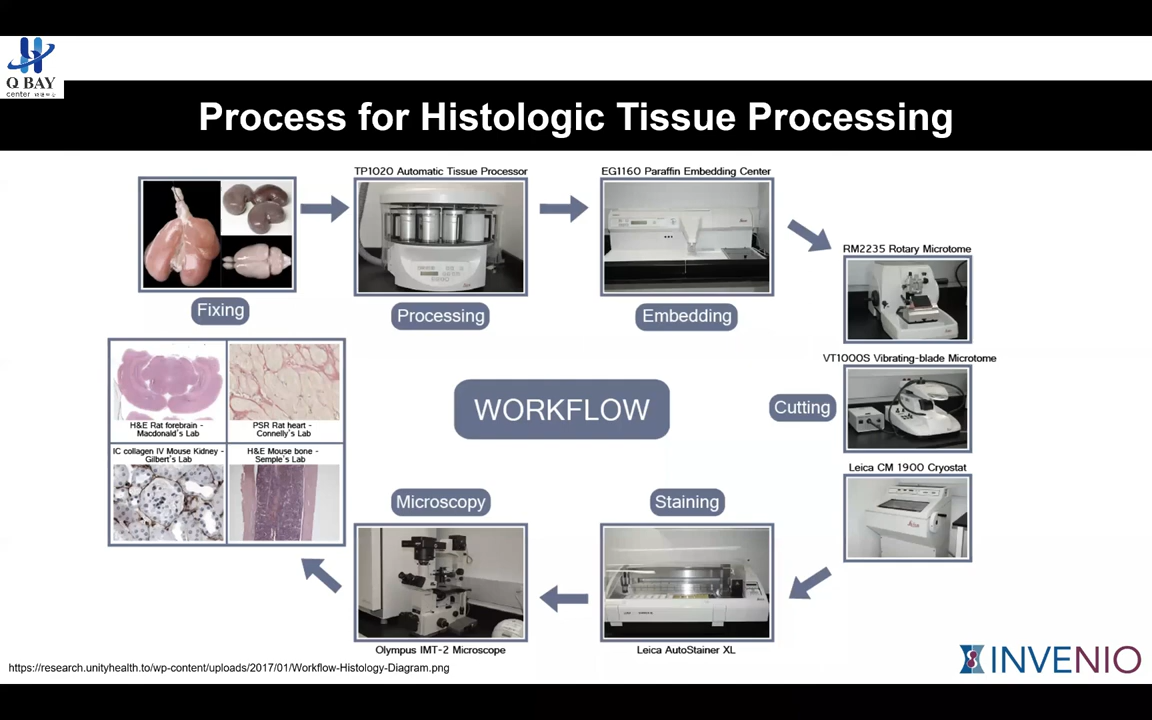 Q BAY
center
Process for Histologic Tissue Processing
TP1020 Automatic Tissue Processor
EG1160 Paraffin Embedding Center
RM2235 Rotary Microtome
Fixing
Processing
Embedding
VT1000S Vibrating-blade Microtome
WORKFLOW
Cutting
H&E Rat forebrain -
Macdonald's Lab
PSR Rat heart -
Connelly's Lab
IC collagen IV Mouse Kidney -
Gilbert's Lab
H&E Mouse bone -
Semple's Lab
Leica CM 1900 Cryostat
Microscopy
Staining
Olympus IMT-2 Microscope
Leica AutoStainer XL
https://research.unityhealth.to/wp-content/uploads/2017/01/Workflow-Histology-Diagram.png
INVENIO